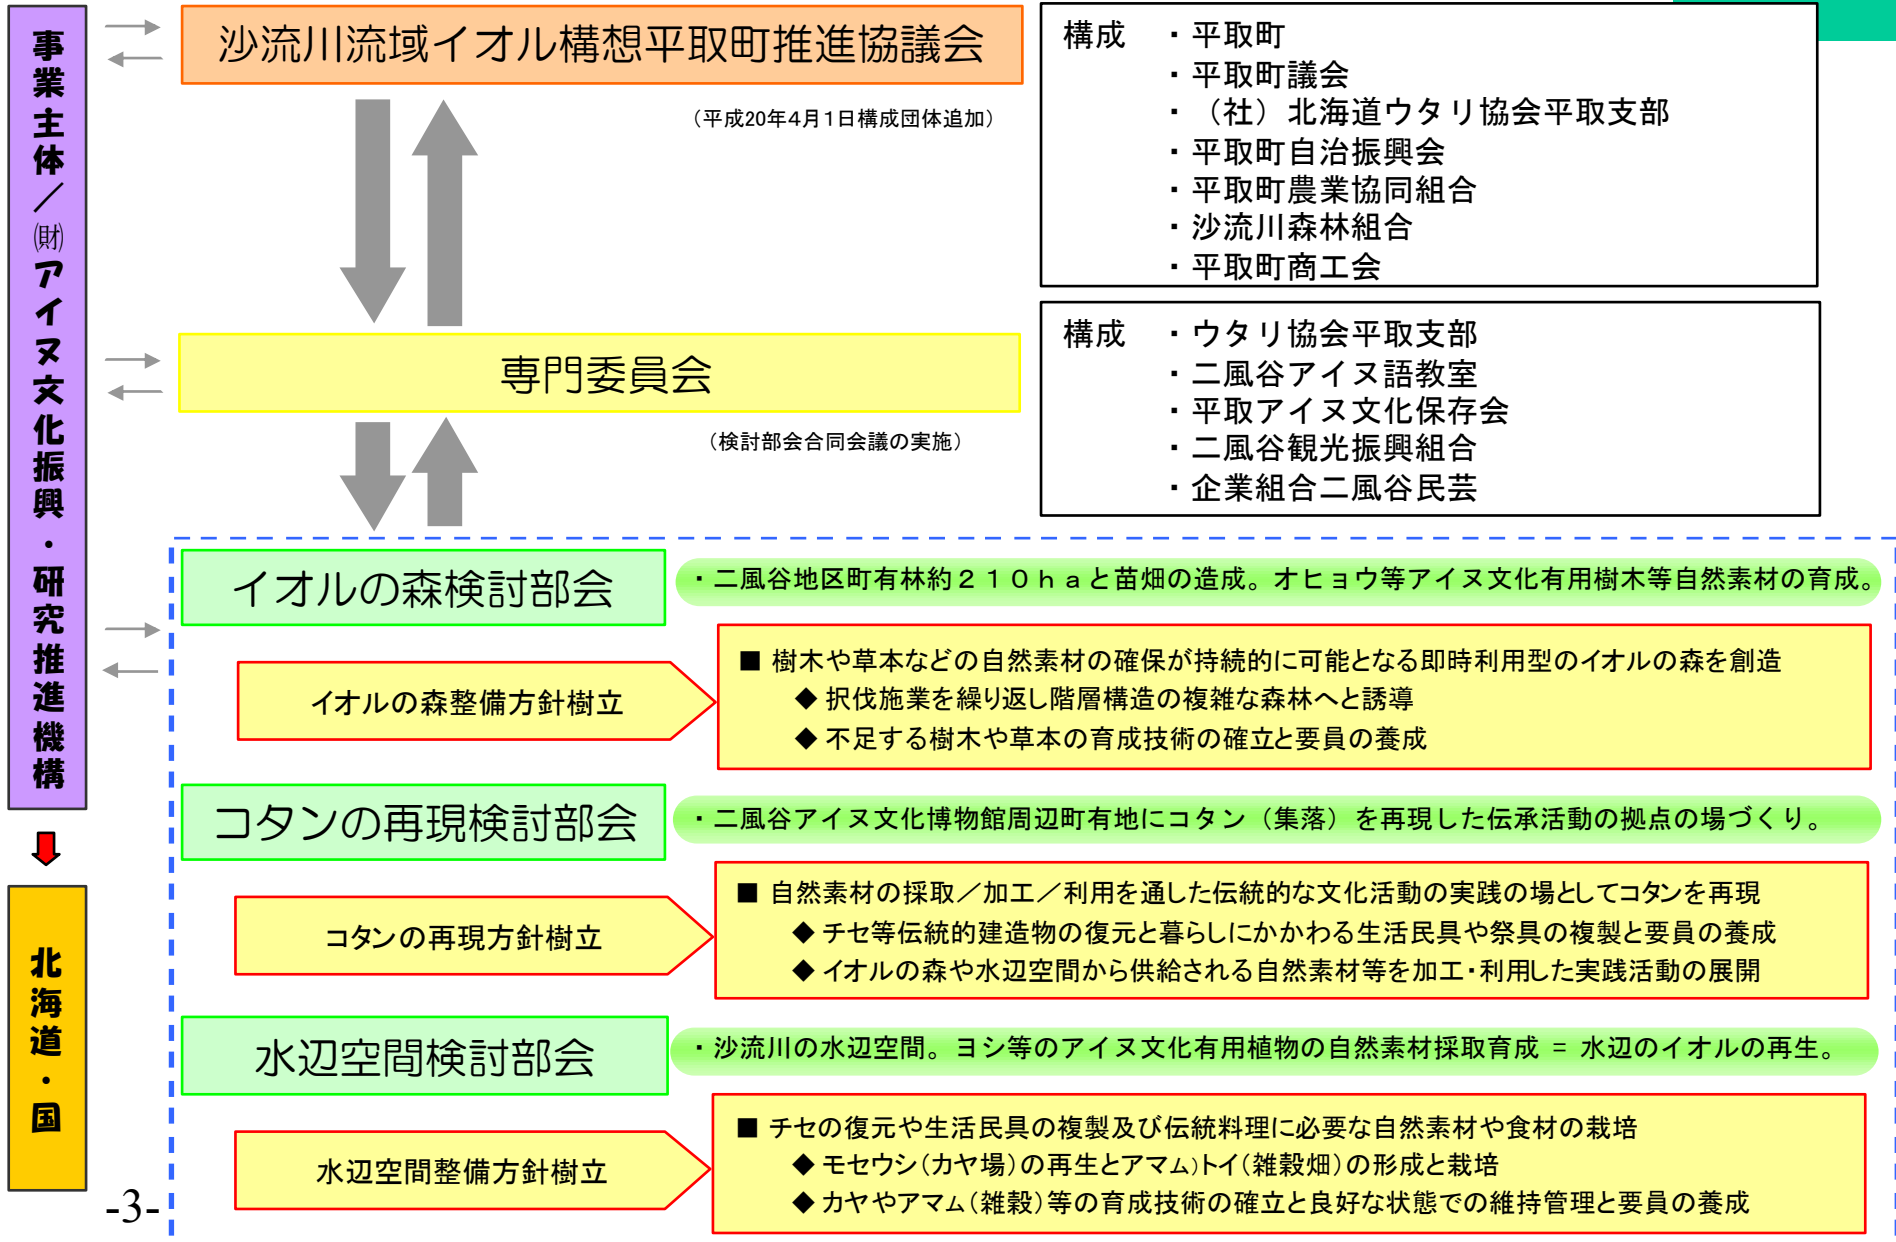 事業主体／㈶アイヌ文化振興・研究推進機構
北海道・国
沙流川流域イオル構想平取町推進協議会
（平成20年4月1日構成団体追加）
構成　・平取町
・平取町議会
・（社）北海道ウタリ協会平取支部
・平取町自治振興会
・平取町農業協同組合
・沙流川森林組合
・平取町商工会
専門委員会
（検討部会合同会議の実施）
構成　・ウタリ協会平取支部
・二風谷アイヌ語教室
・平取アイヌ文化保存会
・二風谷観光振興組合
・企業組合二風谷民芸
イオルの森検討部会
・二風谷地区町有林約２１０ｈａと苗畑の造成。オヒョウ等アイヌ文化有用樹木等自然素材の育成。
イオルの森整備方針樹立
■ 樹木や草本などの自然素材の確保が持続的に可能となる即時利用型のイオルの森を創造
◆ 択伐施業を繰り返し階層構造の複雑な森林へと誘導
◆ 不足する樹木や草本の育成技術の確立と要員の養成
コタンの再現検討部会
・二風谷アイヌ文化博物館周辺町有地にコタン（集落）を再現した伝承活動の拠点の場づくり。
コタンの再現方針樹立
■ 自然素材の採取／加工／利用を通した伝統的な文化活動の実践の場としてコタンを再現
◆ チセ等伝統的建造物の復元と暮らしにかかわる生活民具や祭具の複製と要員の養成
◆ イオルの森や水辺空間から供給される自然素材等を加工・利用した実践活動の展開
水辺空間検討部会
・沙流川の水辺空間。ヨシ等のアイヌ文化有用植物の自然素材採取育成 = 水辺のイオルの再生。
水辺空間整備方針樹立
■ チセの復元や生活民具の複製及び伝統料理に必要な自然素材や食材の栽培
◆ モセウシ（カヤ場）の再生とアマム）トイ（雑穀畑）の形成と栽培
◆ カヤやアマム（雑穀）等の育成技術の確立と良好な状態での維持管理と要員の養成
-3-